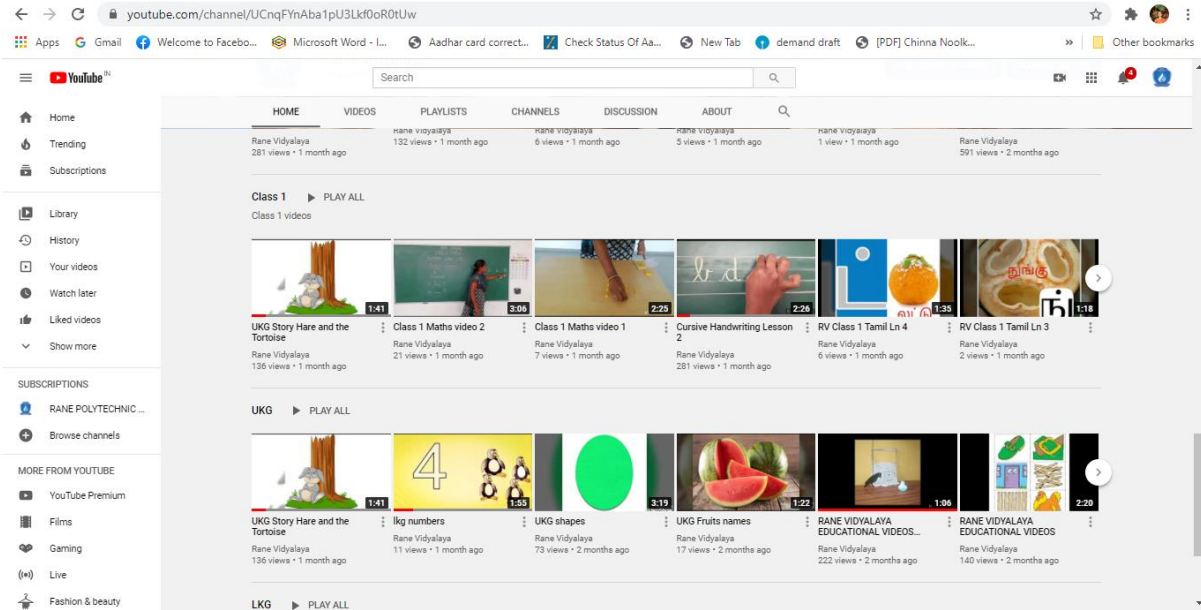 youtube.com/channel/UCnqFYnAba1pU3Lkf0oR0tUw
Apps Gmail Welcome to Facebo... Microsoft Word - I... Aadhar card correct... Check Status Of Aa... New Tab demand draft [PDF] Chinna Noolk... » Other bookmarks
YouTube IN Search 4
HOME VIDEOS PLAYLISTS CHANNELS DISCUSSION ABOUT
Home
Trending
Subscriptions
Library
History
Your videos
Watch later
Liked videos
Show more
SUBSCRIPTIONS
RANE POLYTECHNIC ...
Browse channels
MORE FROM YOUTUBE
YouTube Premium
Films
Gaming
Live
Fashion & beauty
Rane Vidyalaya Rane Vidyalaya Rane Vidyalaya Rane Vidyalaya Rane Vidyalaya Rane Vidyalaya
281 views • 1 month ago 132 views • 1 month ago 6 views • 1 month ago 5 views • 1 month ago 1 view • 1 month ago 591 views • 2 months ago
Class 1 PLAY ALL
Class 1 videos
நுங்கு
லட்டு
ங்
1:41 3:06 2:25 2:26 1:35 1:18
UKG Story Hare and the Class 1 Maths video 2 Class 1 Maths video 1 Cursive Handwriting Lesson RV Class 1 Tamil Ln 4 RV Class 1 Tamil Ln 3
Tortoise Rane Vidyalaya Rane Vidyalaya 2 Rane Vidyalaya Rane Vidyalaya
Rane Vidyalaya 21 views • 1 month ago 7 views • 1 month ago Rane Vidyalaya 6 views • 1 month ago 2 views • 1 month ago
136 views • 1 month ago 281 views • 1 month ago
UKG PLAY ALL
4
1:41 1:55 3:19 1:22 1:06 2:20
UKG Story Hare and the lkg numbers UKG shapes UKG Fruits names RANE VIDYALAYA RANE VIDYALAYA
Tortoise Rane Vidyalaya Rane Vidyalaya Rane Vidyalaya EDUCATIONAL VIDEOS... EDUCATIONAL VIDEOS
Rane Vidyalaya 11 views • 1 month ago 73 views • 2 months ago 17 views • 2 months ago Rane Vidyalaya Rane Vidyalaya
136 views • 1 month ago 222 views • 2 months ago 140 views • 2 months ago
LKG PLAY ALL